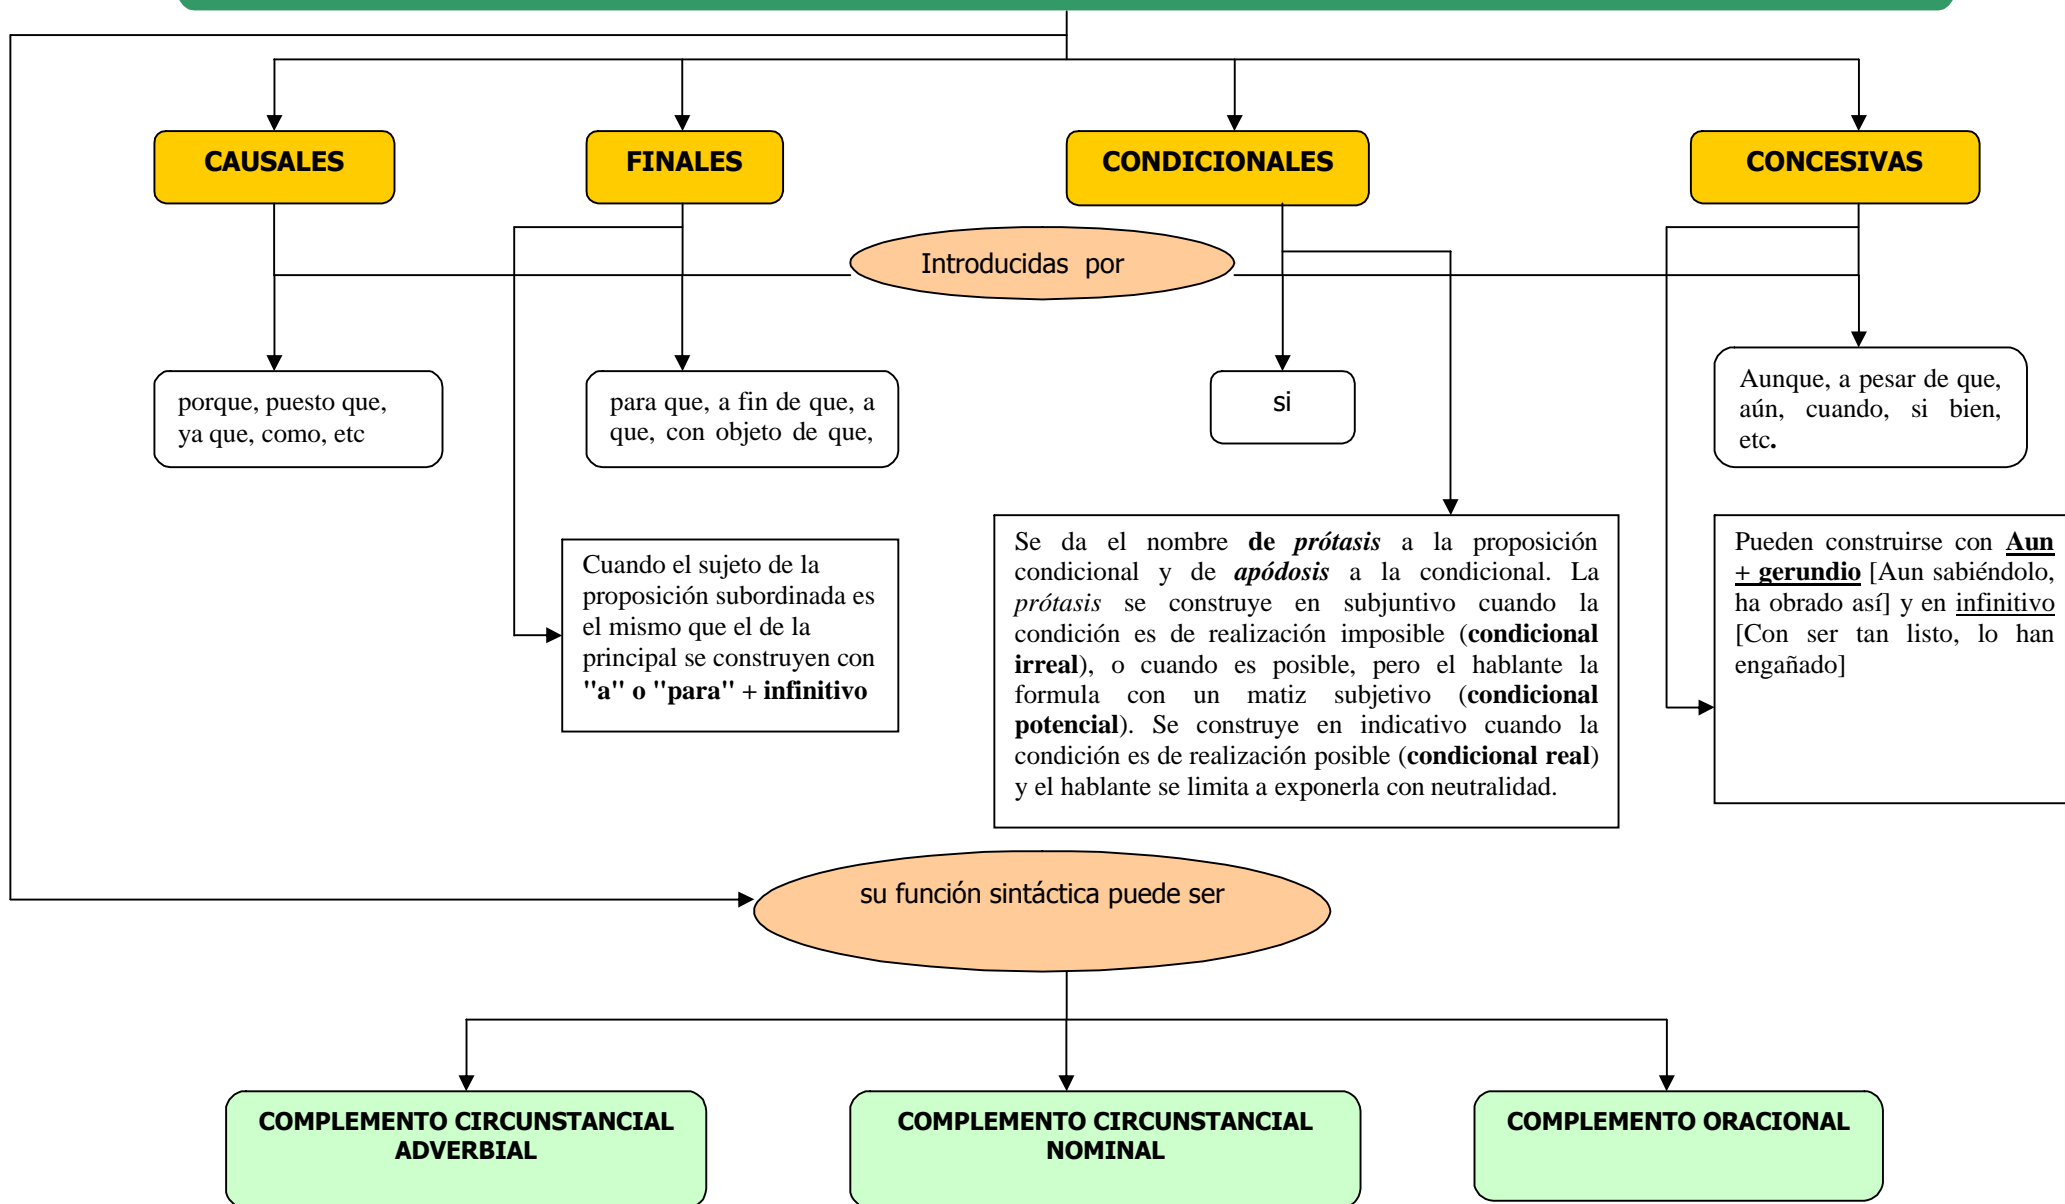 CAUSALES
FINALES
CONDICIONALES
CONCESIVAS
Introducidas por
porque, puesto que,
ya que, como, etc
para que, a fin de que, a
que, con objeto de que,
si
Aunque, a pesar de que,
aún, cuando, si bien,
etc.
Cuando el sujeto de la
proposición subordinada es
el mismo que el de la
principal se construyen con
"a" o "para" + infinitivo
Se da el nombre de prótasis a la proposición
condicional y de apódosis a la condicional. La
prótasis se construye en subjuntivo cuando la
condición es de realización imposible (condicional
irreal), o cuando es posible, pero el hablante la
formula con un matiz subjetivo (condicional
potencial). Se construye en indicativo cuando la
condición es de realización posible (condicional real)
y el hablante se limita a exponerla con neutralidad.
Pueden construirse con Aun
+ gerundio [Aun sabiéndolo,
ha obrado así] y en infinitivo
[Con ser tan listo, lo han
engañado]
su función sintáctica puede ser
COMPLEMENTO CIRCUNSTANCIAL
ADVERBIAL
COMPLEMENTO CIRCUNSTANCIAL
NOMINAL
COMPLEMENTO ORACIONAL